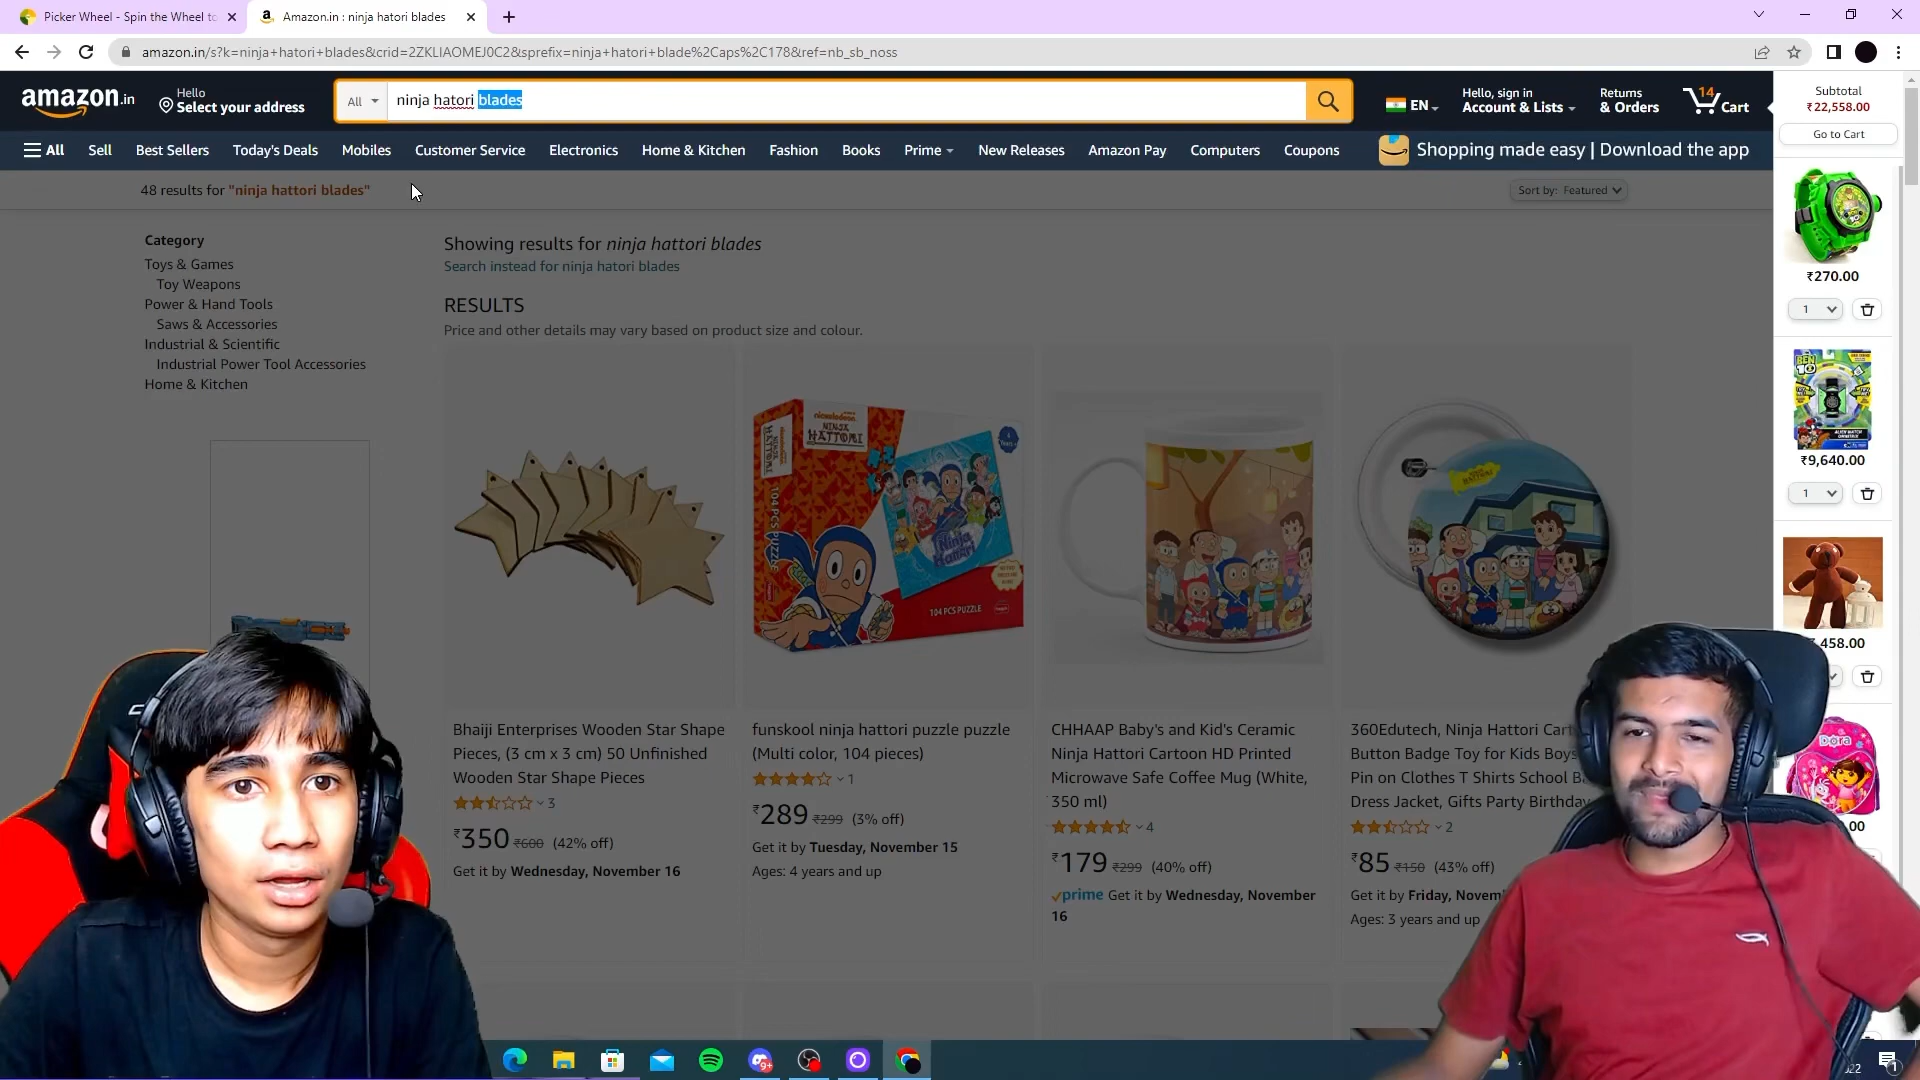 Picker Wheel - Spin the Wheel to
Amazon.in : ninja hatori blades
amazon.in/s?k=ninja+hatori+blades&crid=2ZKLIAOMEJ0C2&sprefix=ninja+hatori+blade%2Caps%2C178&ref=nb_sb_noss
amazon.in
Hello
Select your address
All
ninja hatori blades
EN
Hello, sign in
Account & Lists
Returns
& Orders
14
Cart
Subtotal
₹22,558.00
Go to Cart
All
Sell
Best Sellers
Today's Deals
Mobiles
Customer Service
Electronics
Home & Kitchen
Fashion
Books
Prime
New Releases
Amazon Pay
Computers
Coupons
Shopping made easy | Download the app
48 results for "ninja hattori blades"
Sort by: Featured
Category
Toys & Games
Toy Weapons
Power & Hand Tools
Saws & Accessories
Industrial & Scientific
Industrial Power Tool Accessories
Home & Kitchen
Showing results for ninja hattori blades
Search instead for ninja hatori blades
RESULTS
Price and other details may vary based on product size and colour.
nickelodeon
NINJA
HATTORI
104 PCS PUZZLE
Ninja
Hattori
104 PCS PUZZLE
Bhaiji Enterprises Wooden Star Shape
Pieces, (3 cm x 3 cm) 50 Unfinished
Wooden Star Shape Pieces
3
₹350 ₹600 (42% off)
Get it by Wednesday, November 16
funskool ninja hattori puzzle puzzle
(Multi color, 104 pieces)
1
₹289 ₹299 (3% off)
Get it by Tuesday, November 15
Ages: 4 years and up
CHHAAP Baby's and Kid's Ceramic
Ninja Hattori Cartoon HD Printed
Microwave Safe Coffee Mug (White,
350 ml)
4
₹179 ₹299 (40% off)
prime Get it by Wednesday, November
16
360Edutech, Ninja Hattori
Button Badge Toy for Kids Boys
Pin on Clothes T Shirts School
Dress Jacket, Gifts Party Birthday
2
₹85 ₹150 (43% off)
Get it by Friday,
Ages: 3 years and up
₹270.00
1
BEN
10
₹9,640.00
1
458.00
DORA
.00
9+
1